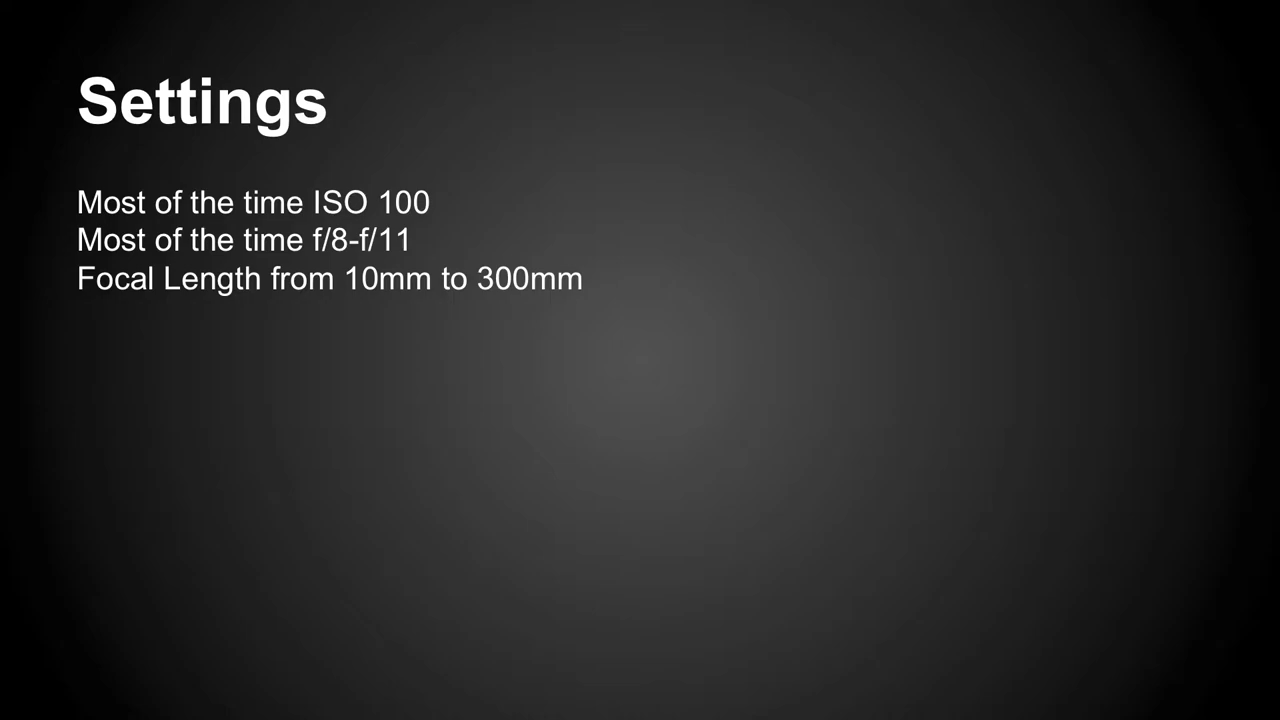 Settings
Most of the time ISO 100
Most of the time f/8-f/11
Focal Length from 10mm to 300mm